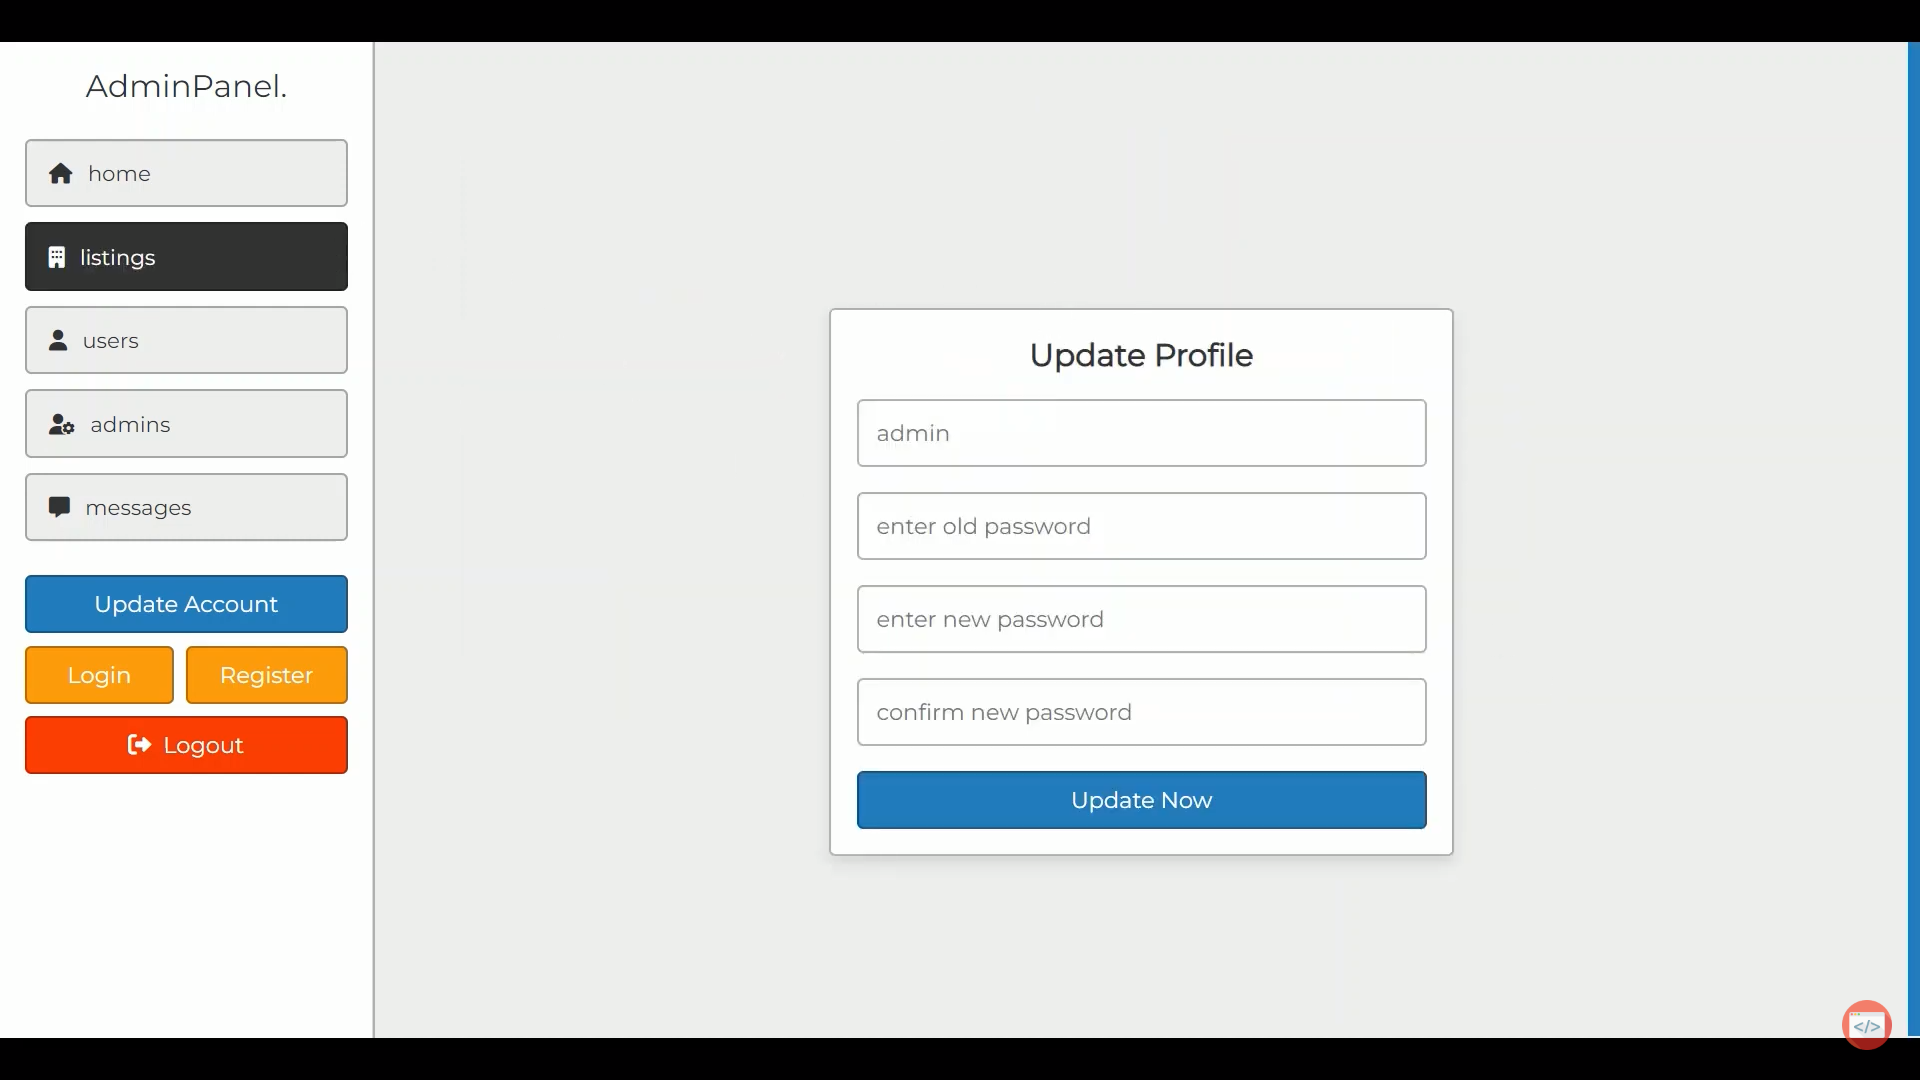 AdminPanel.
home
listings
users
admins
messages
Update Account
Login Register
Logout
Update Profile
admin
enter old password
enter new password
confirm new password
Update Now
</>